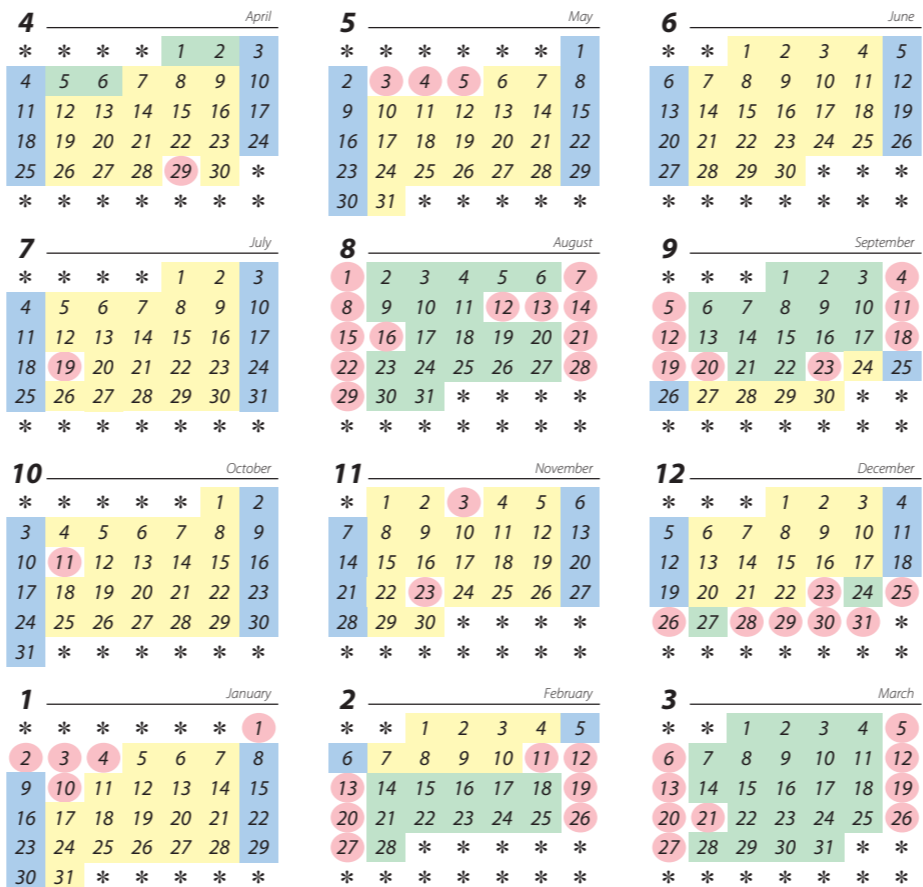 4 April
* * * * 1 2 3
4 5 6 7 8 9 10
11 12 13 14 15 16 17
18 19 20 21 22 23 24
25 26 27 28 29 30 *
* * * * * * *
5 May
* * * * * * 1
2 3 4 5 6 7 8
9 10 11 12 13 14 15
16 17 18 19 20 21 22
23 24 25 26 27 28 29
30 31 * * * * *
6 June
* * 1 2 3 4 5
6 7 8 9 10 11 12
13 14 15 16 17 18 19
20 21 22 23 24 25 26
27 28 29 30 * * *
* * * * * * *
7 July
* * * * 1 2 3
4 5 6 7 8 9 10
11 12 13 14 15 16 17
18 19 20 21 22 23 24
25 26 27 28 29 30 31
* * * * * * *
8 August
1 2 3 4 5 6 7
8 9 10 11 12 13 14
15 16 17 18 19 20 21
22 23 24 25 26 27 28
29 30 31 * * * *
* * * * * * *
9 September
* * * 1 2 3 4
5 6 7 8 9 10 11
12 13 14 15 16 17 18
19 20 21 22 23 24 25
26 27 28 29 30 * *
* * * * * * *
10 October
* * * * * 1 2
3 4 5 6 7 8 9
10 11 12 13 14 15 16
17 18 19 20 21 22 23
24 25 26 27 28 29 30
31 * * * * * *
11 November
* 1 2 3 4 5 6
7 8 9 10 11 12 13
14 15 16 17 18 19 20
21 22 23 24 25 26 27
28 29 30 * * * *
* * * * * * *
12 December
* * * 1 2 3 4
5 6 7 8 9 10 11
12 13 14 15 16 17 18
19 20 21 22 23 24 25
26 27 28 29 30 31 *
* * * * * * *
1 January
* * * * * * 1
2 3 4 5 6 7 8
9 10 11 12 13 14 15
16 17 18 19 20 21 22
23 24 25 26 27 28 29
30 31 * * * * *
2 February
* * 1 2 3 4 5
6 7 8 9 10 11 12
13 14 15 16 17 18 19
20 21 22 23 24 25 26
27 28 * * * * *
* * * * * * *
3 March
* * 1 2 3 4 5
6 7 8 9 10 11 12
13 14 15 16 17 18 19
20 21 22 23 24 25 26
27 28 29 30 31 * *
* * * * * * *